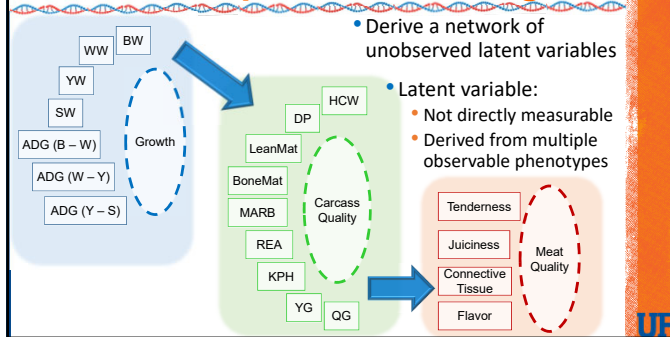 • Derive a network of
unobserved latent variables
• Latent variable:
• Not directly measurable
• Derived from multiple
observable phenotypes
BW
WW
YW
SW
ADG (B – W)
ADG (W – Y)
ADG (Y – S)
Growth
HCW
DP
LeanMat
BoneMat
MARB
REA
KPH
YG
QG
Carcass
Quality
Tenderness
Juiciness
Connective
Tissue
Flavor
Meat
Quality
UF